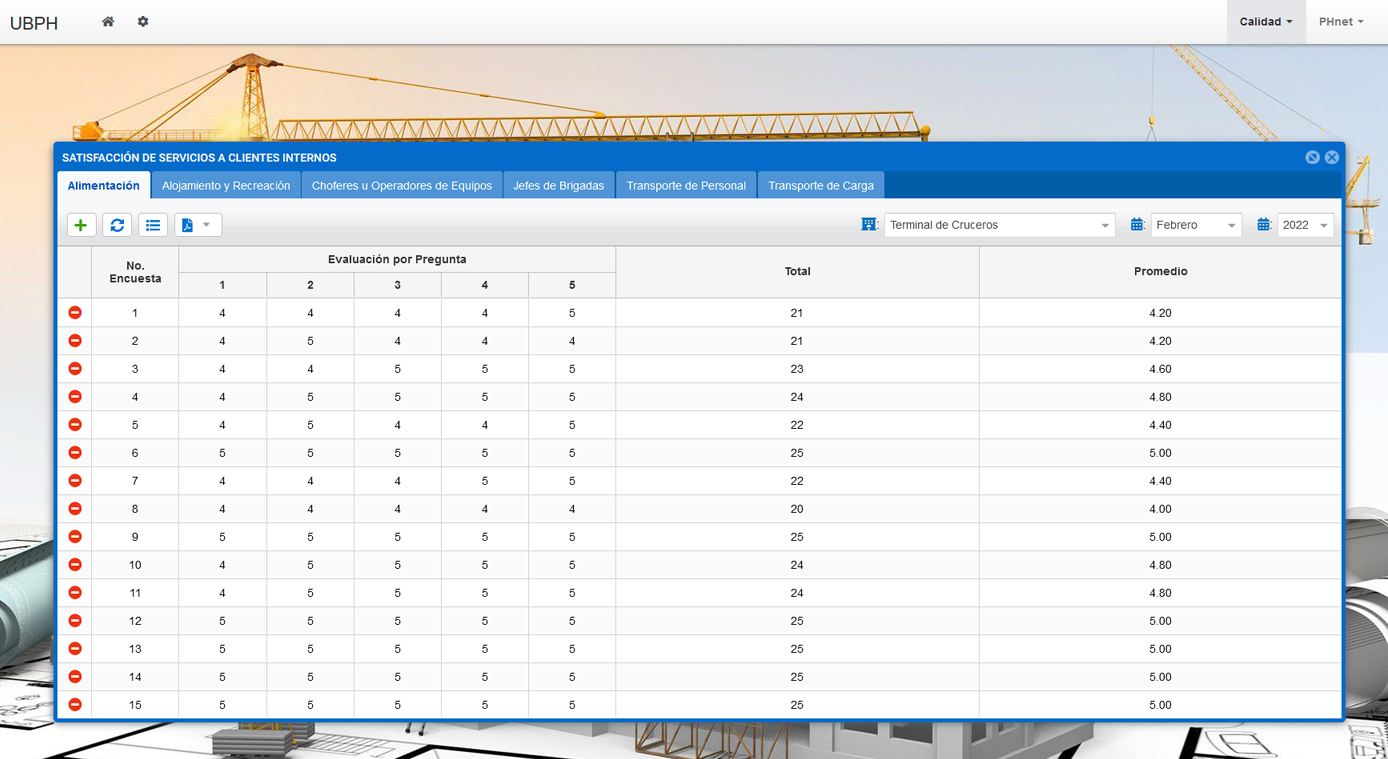 UBPH
Calidad
PHnet
SATISFACCIÓN DE SERVICIOS A CLIENTES INTERNOS
Alimentación Alojamiento y Recreación Choferes u Operadores de Equipos Jefes de Brigadas Transporte de Personal Transporte de Carga
: Terminal de Cruceros : Febrero : 2022
No. Encuesta Evaluación por Pregunta Total Promedio
1 2 3 4 5
1 4 4 4 4 5 21 4.20
2 4 5 4 4 4 21 4.20
3 4 4 5 5 5 23 4.60
4 4 5 5 5 5 24 4.80
5 4 5 4 4 5 22 4.40
6 5 5 5 5 5 25 5.00
7 4 4 4 5 5 22 4.40
8 4 4 4 4 4 20 4.00
9 5 5 5 5 5 25 5.00
10 4 5 5 5 5 24 4.80
11 4 5 5 5 5 24 4.80
12 5 5 5 5 5 25 5.00
13 5 5 5 5 5 25 5.00
14 5 5 5 5 5 25 5.00
15 5 5 5 5 5 25 5.00